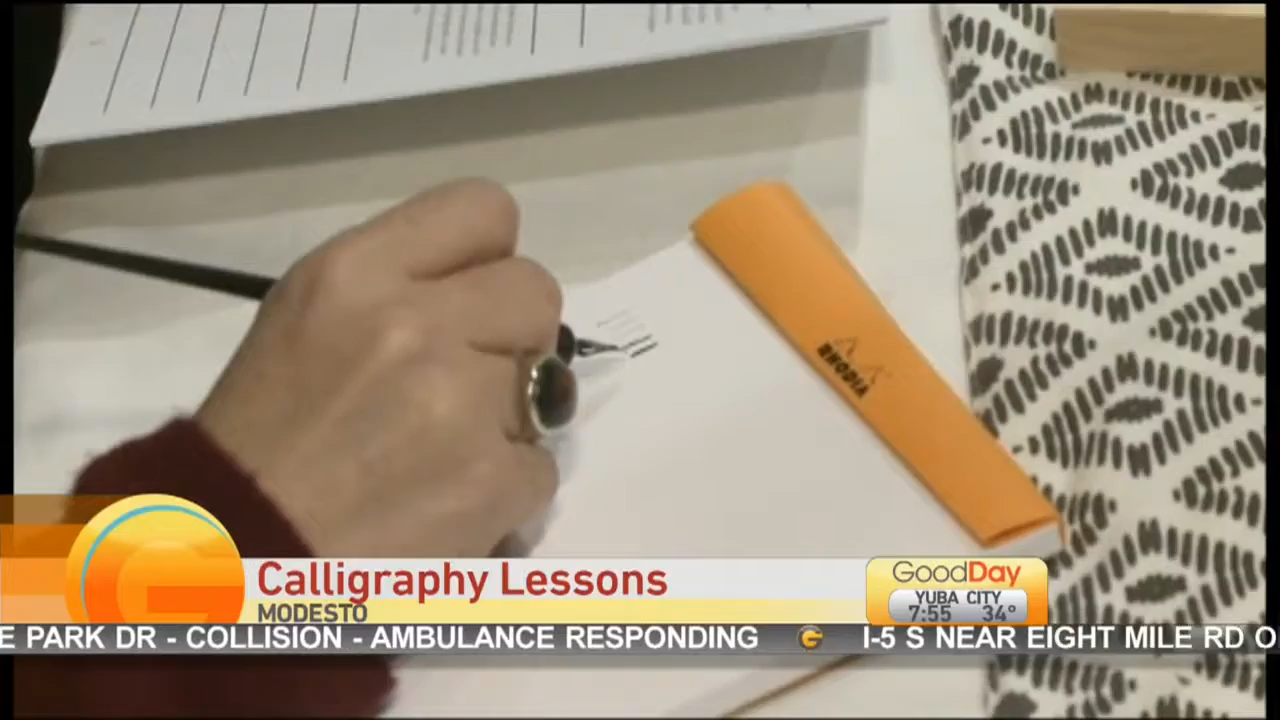 RHODIA
Calligraphy Lessons
MODESTO
GoodDay
YUBA CITY
7:55 34°
E PARK DR - COLLISION - AMBULANCE RESPONDING
I-5 S NEAR EIGHT MILE RD O